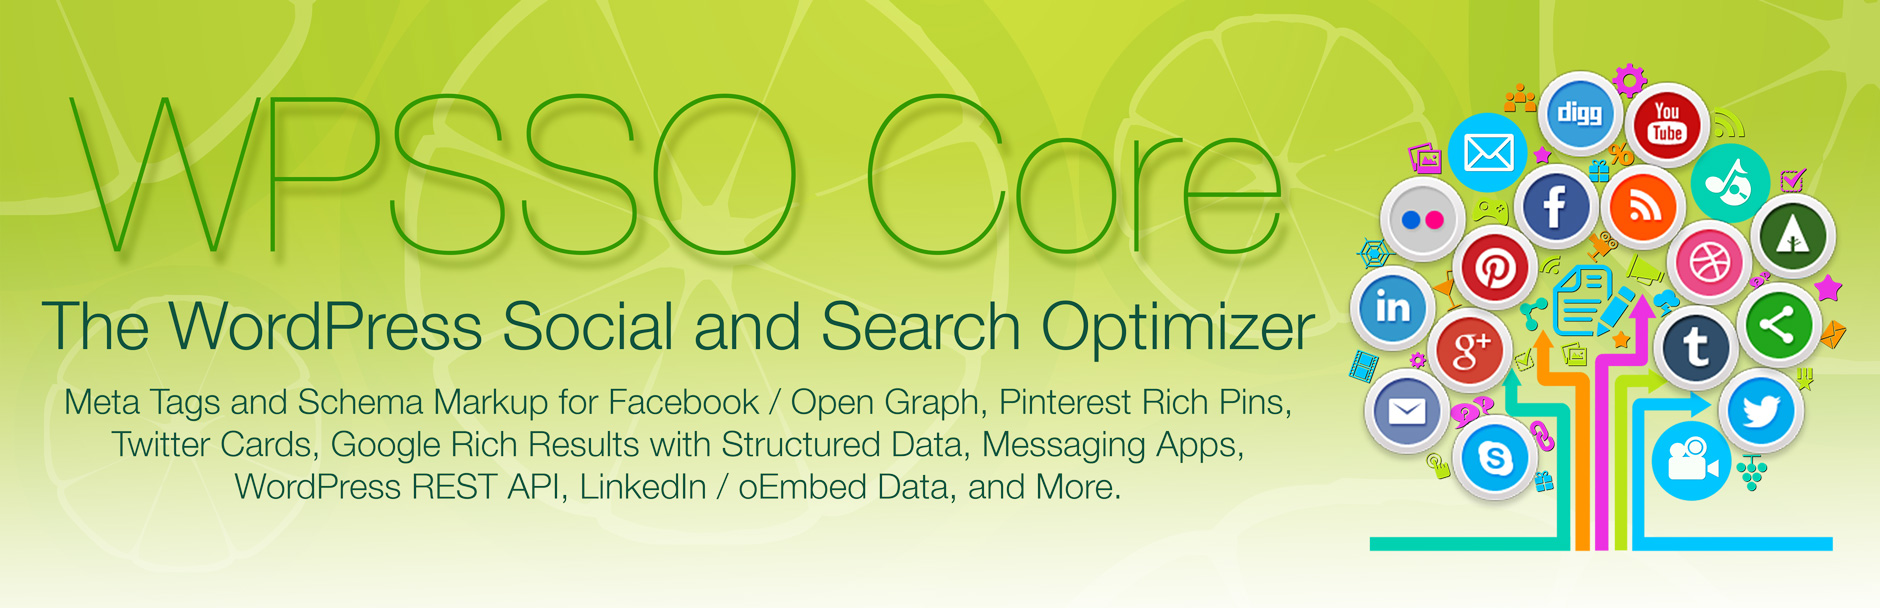 WPSSO Core
The WordPress Social and Search Optimizer
Meta Tags and Schema Markup for Facebook / Open Graph, Pinterest Rich Pins,
Twitter Cards, Google Rich Results with Structured Data, Messaging Apps,
WordPress REST API, LinkedIn / oEmbed Data, and More.
digg
You
Tube
f
in
g+
t
S
%